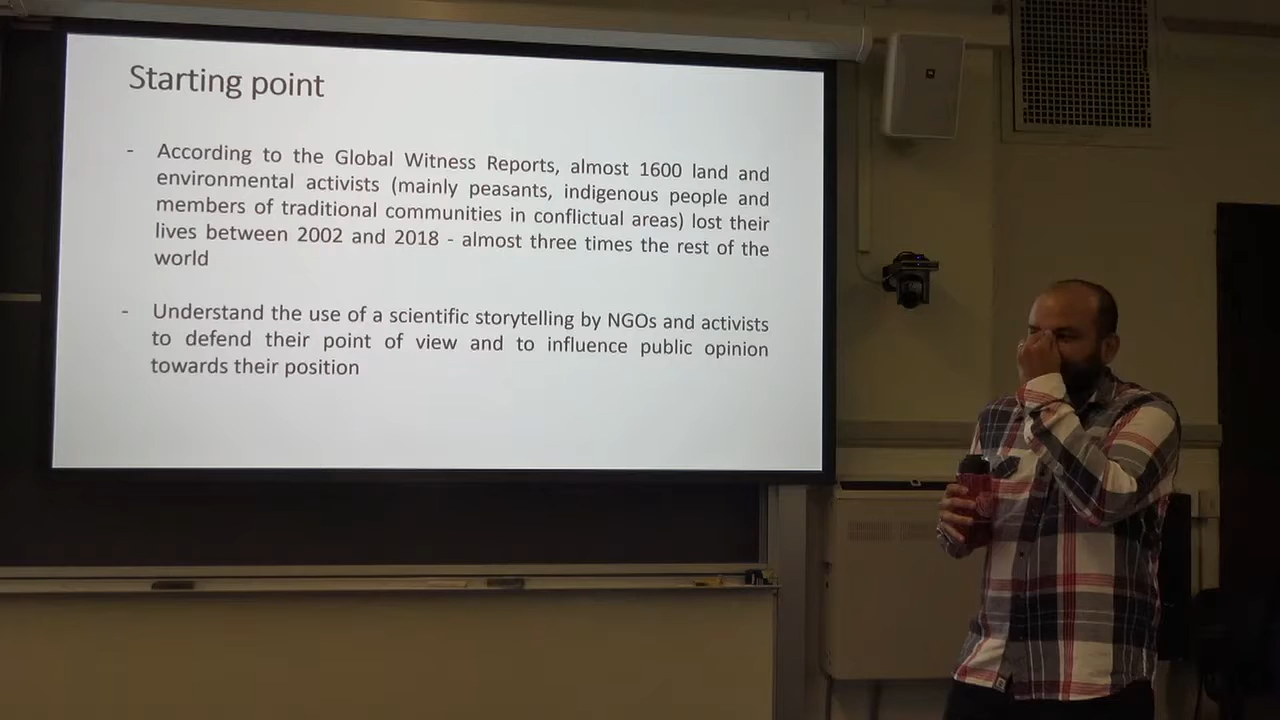 Starting point
- According to the Global Witness Reports, almost 1600 land and
environmental activists (mainly peasants, indigenous people and
members of traditional communities in conflictual areas) lost their
lives between 2002 and 2018 - almost three times the rest of the
world
- Understand the use of a scientific storytelling by NGOs and activists
to defend their point of view and to influence public opinion
towards their position